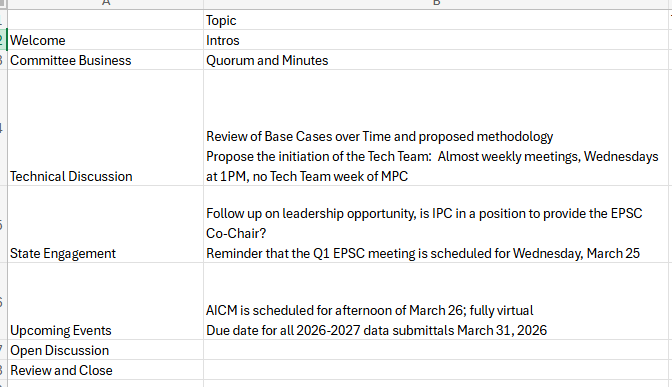 A B
Topic
2 Welcome Intros
3 Committee Business Quorum and Minutes
Review of Base Cases over Time and proposed methodology
Propose the initiation of the Tech Team:  Almost weekly meetings, Wednesdays
Technical Discussion at 1PM, no Tech Team week of MPC
Follow up on leadership opportunity, is IPC in a position to provide the EPSC
Co-Chair?
State Engagement Reminder that the Q1 EPSC meeting is scheduled for Wednesday, March 25
AICM is scheduled for afternoon of March 26; fully virtual
Upcoming Events Due date for all 2026-2027 data submittals March 31, 2026
Open Discussion
Review and Close